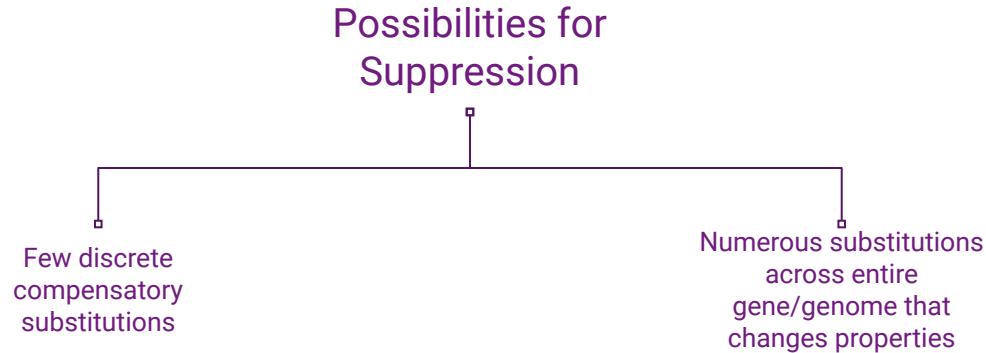 Possibilities for
Suppression
Few discrete
compensatory
substitutions
Numerous substitutions
across entire
gene/genome that
changes properties